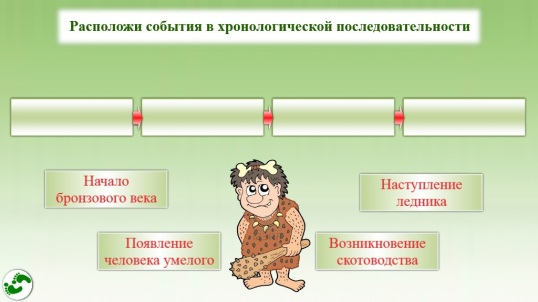 Расположи события в хронологической последовательности
Начало
бронзового века
Наступление
ледника
Появление
человека умелого
Возникновение
скотоводства